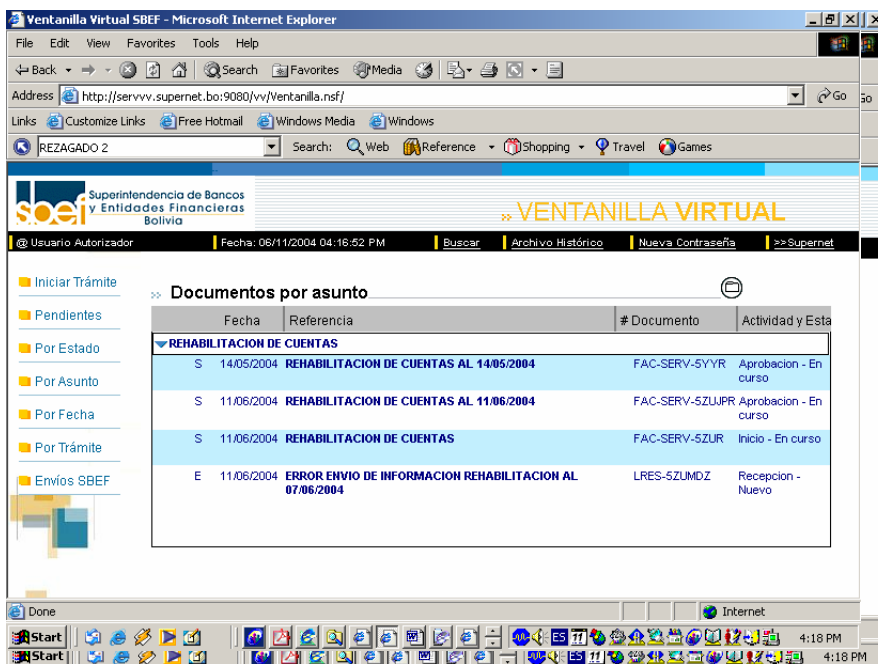 Ventanilla Virtual SBEF - Microsoft Internet Explorer
File Edit View Favorites Tools Help
Back Search Favorites Media
Address http://servvv.supernet.bo:9080/vv/Ventanilla.nsf/ Go
Links Customize Links Free Hotmail Windows Media Windows
REZAGADO 2 Search: Web Reference Shopping Travel Games
sbef Superintendencia de Bancos
y Entidades Financieras
Bolivia
» VENTANILLA VIRTUAL
@ Usuario Autorizador Fecha: 06/11/2004 04:16:52 PM Buscar Archivo Histórico Nueva Contraseña >>Supernet
Iniciar Trámite
Pendientes
Por Estado
Por Asunto
Por Fecha
Por Trámite
Envíos SBEF
» Documentos por asunto
Fecha Referencia # Documento Actividad y Esta
REHABILITACION DE CUENTAS
S 14/05/2004 REHABILITACION DE CUENTAS AL 14/05/2004 FAC-SERV-5YYR Aprobacion - En
curso
S 11/06/2004 REHABILITACION DE CUENTAS AL 11/06/2004 FAC-SERV-5ZUJPR Aprobacion - En
curso
S 11/06/2004 REHABILITACION DE CUENTAS FAC-SERV-5ZUR Inicio - En curso
E 11/06/2004 ERROR ENVIO DE INFORMACION REHABILITACION AL LRES-5ZUMDZ Recepcion -
07/06/2004 Nuevo
Done Internet
Start ES 4:18 PM
Start ES 4:18 PM